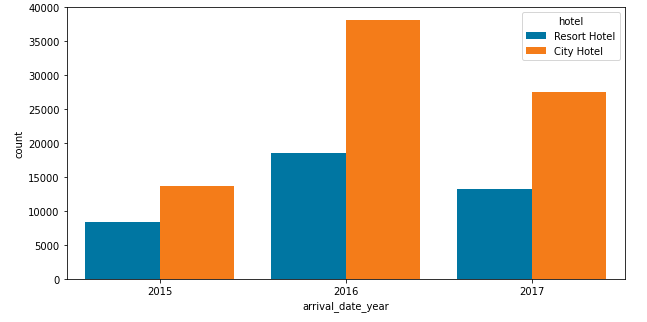 40000
35000
30000
25000
20000
15000
10000
5000
0
count
hotel
Resort Hotel
City Hotel
2015 2016 2017
arrival_date_year